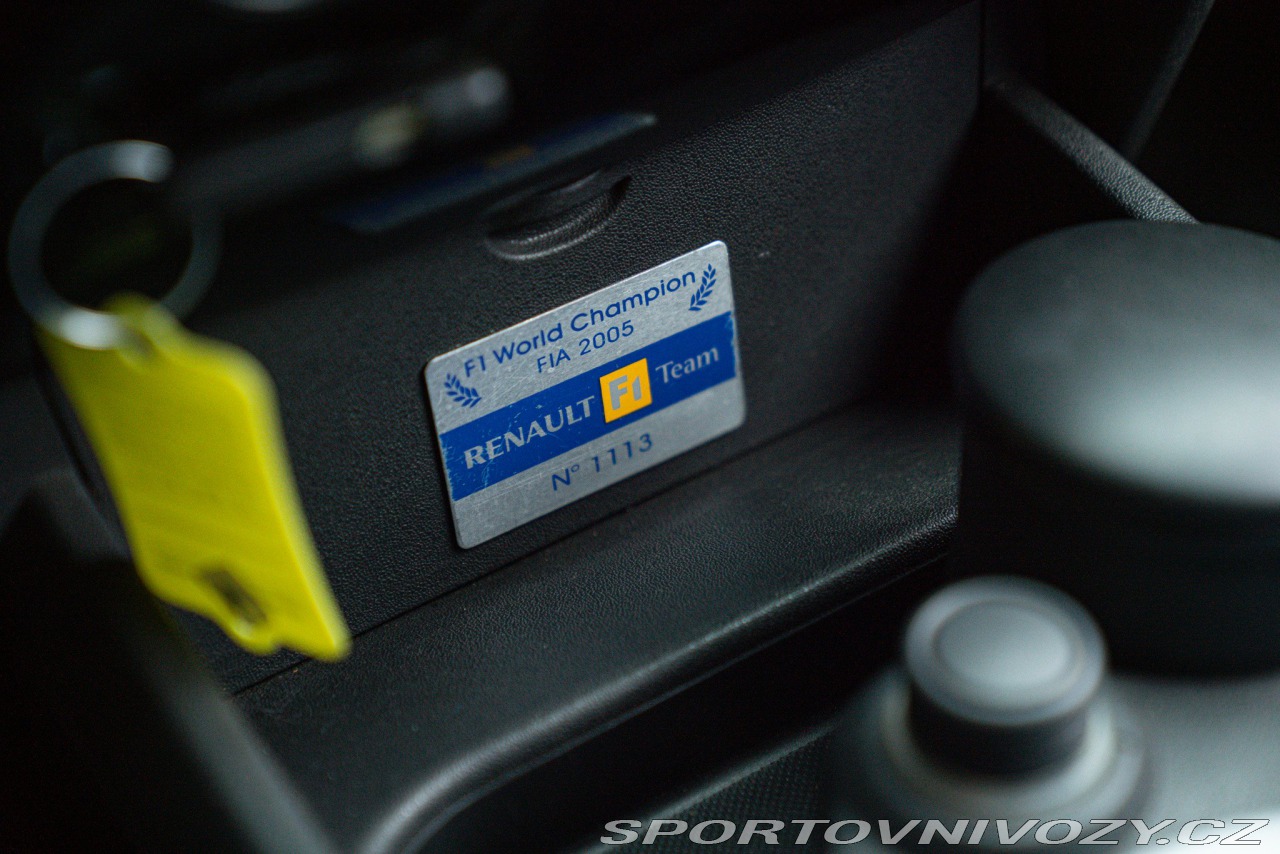 F1 World Champion
FIA 2005
RENAULT F1 Team
N° 1113
SPORTOVNIVOZY.CZ